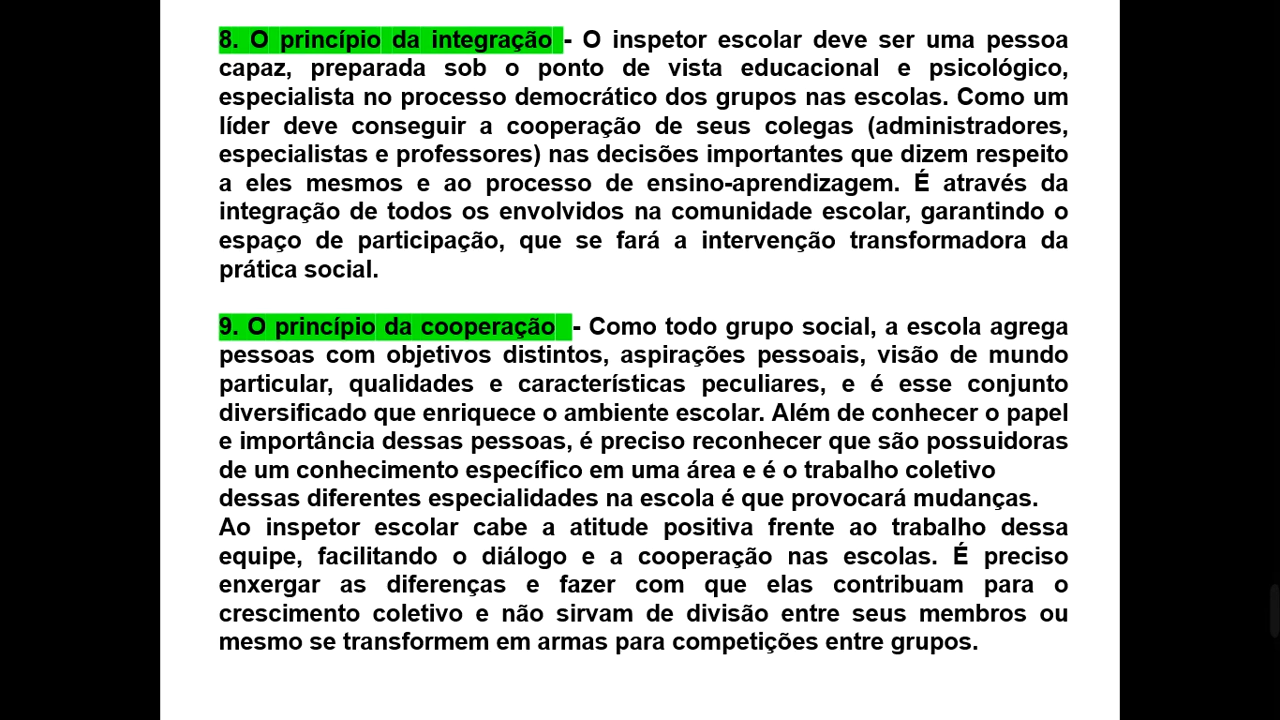 8. O princípio da integração - O inspetor escolar deve ser uma pessoa
capaz, preparada sob o ponto de vista educacional e psicológico,
especialista no processo democrático dos grupos nas escolas. Como um
líder deve conseguir a cooperação de seus colegas (administradores,
especialistas e professores) nas decisões importantes que dizem respeito
a eles mesmos e ao processo de ensino-aprendizagem. É através da
integração de todos os envolvidos na comunidade escolar, garantindo o
espaço de participação, que se fará a intervenção transformadora da
prática social.
9. O princípio da cooperação - Como todo grupo social, a escola agrega
pessoas com objetivos distintos, aspirações pessoais, visão de mundo
particular, qualidades e características peculiares, e é esse conjunto
diversificado que enriquece o ambiente escolar. Além de conhecer o papel
e importância dessas pessoas, é preciso reconhecer que são possuidoras
de um conhecimento específico em uma área e é o trabalho coletivo
dessas diferentes especialidades na escola é que provocará mudanças.
Ao inspetor escolar cabe a atitude positiva frente ao trabalho dessa
equipe, facilitando o diálogo e a cooperação nas escolas. É preciso
enxergar as diferenças e fazer com que elas contribuam para o
crescimento coletivo e não sirvam de divisão entre seus membros ou
mesmo se transformem em armas para competições entre grupos.